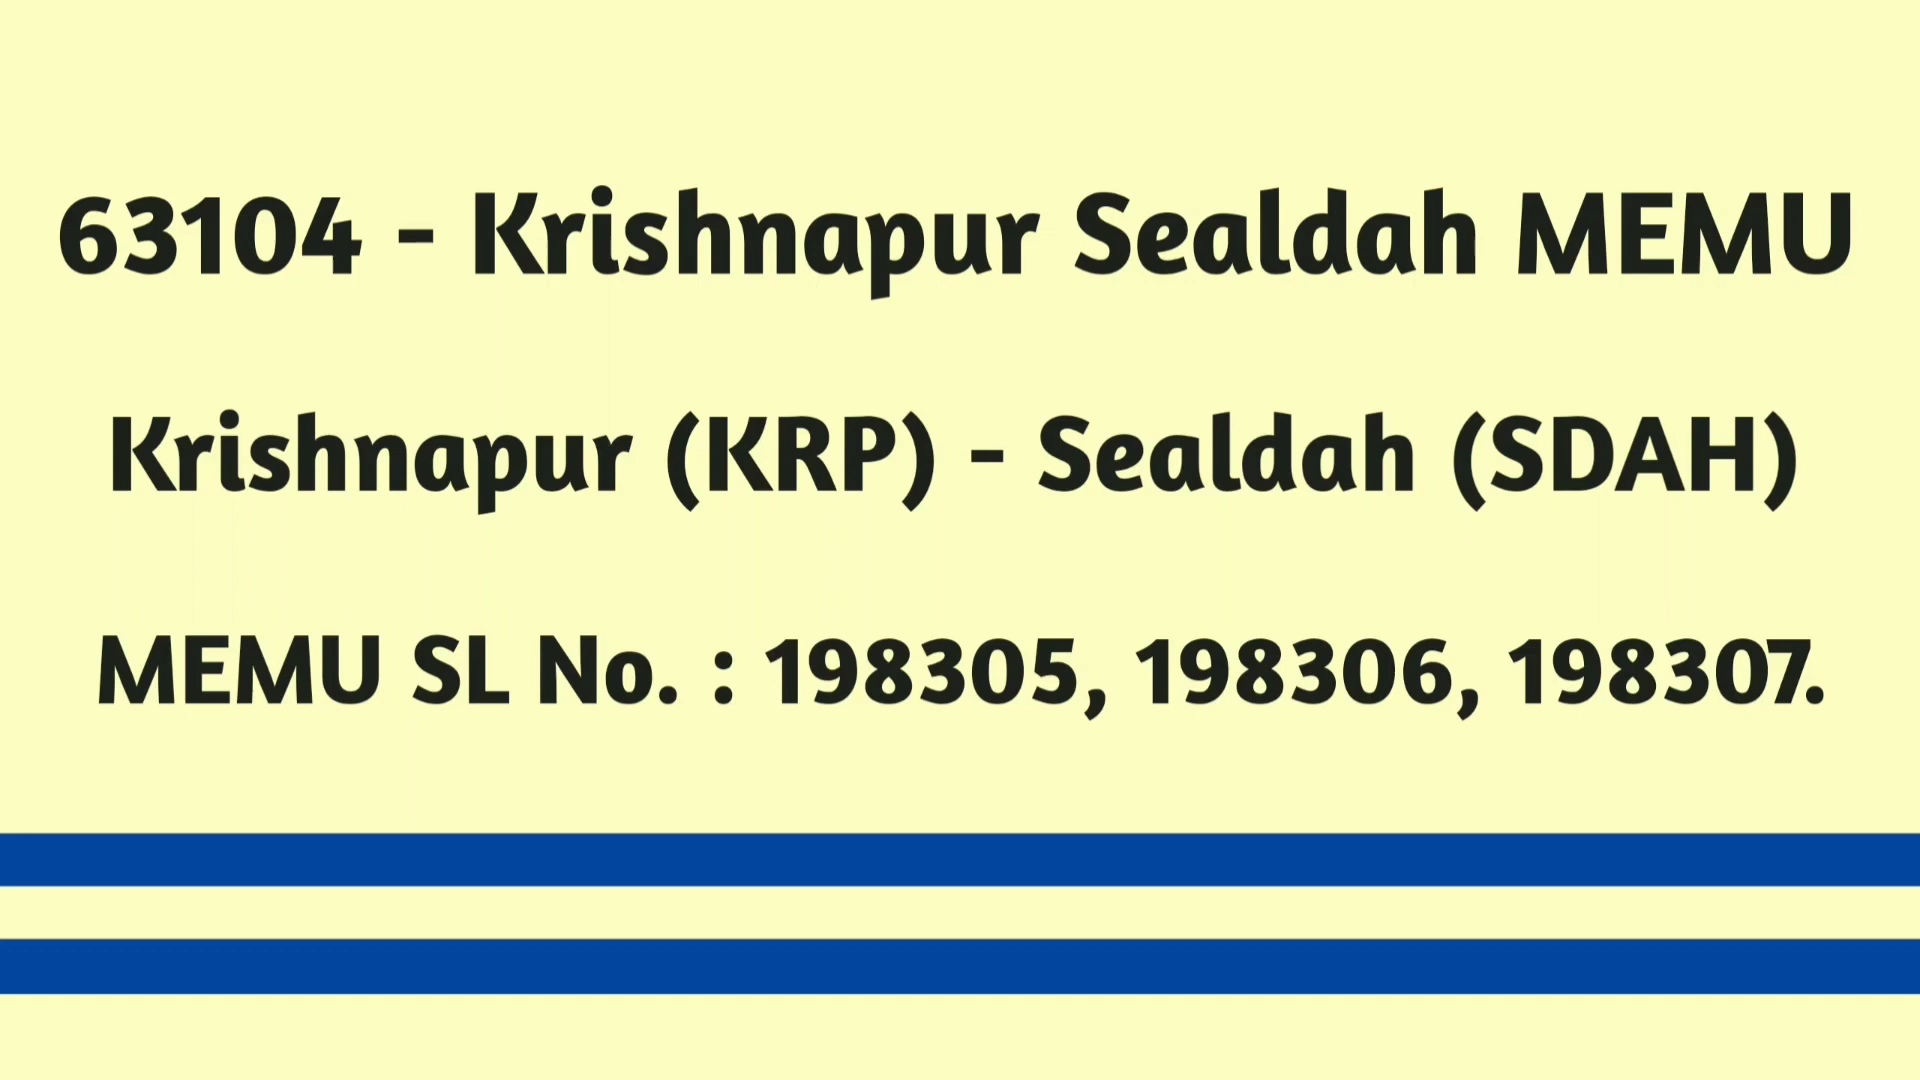 63104 - Krishnapur Sealdah MEMU
Krishnapur (KRP) - Sealdah (SDAH)
MEMU SL No. : 198305, 198306, 198307.